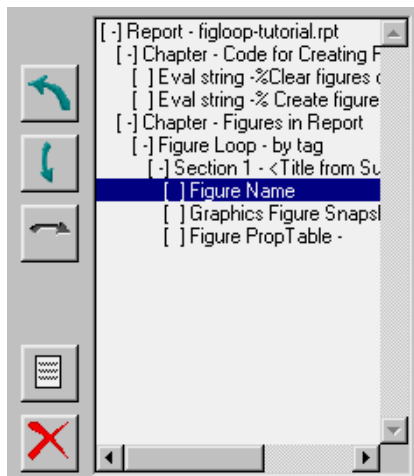 [-] Report - figloop-tutorial.rpt
[-] Chapter - Code for Creating F
[ ] Eval string -%Clear figures
[ ] Eval string -% Create figure
[-] Chapter - Figures in Report
[-] Figure Loop - by tag
[-] Section 1 - <Title from Su
[ ] Figure Name
[ ] Graphics Figure Snapsl
[ ] Figure PropTable -